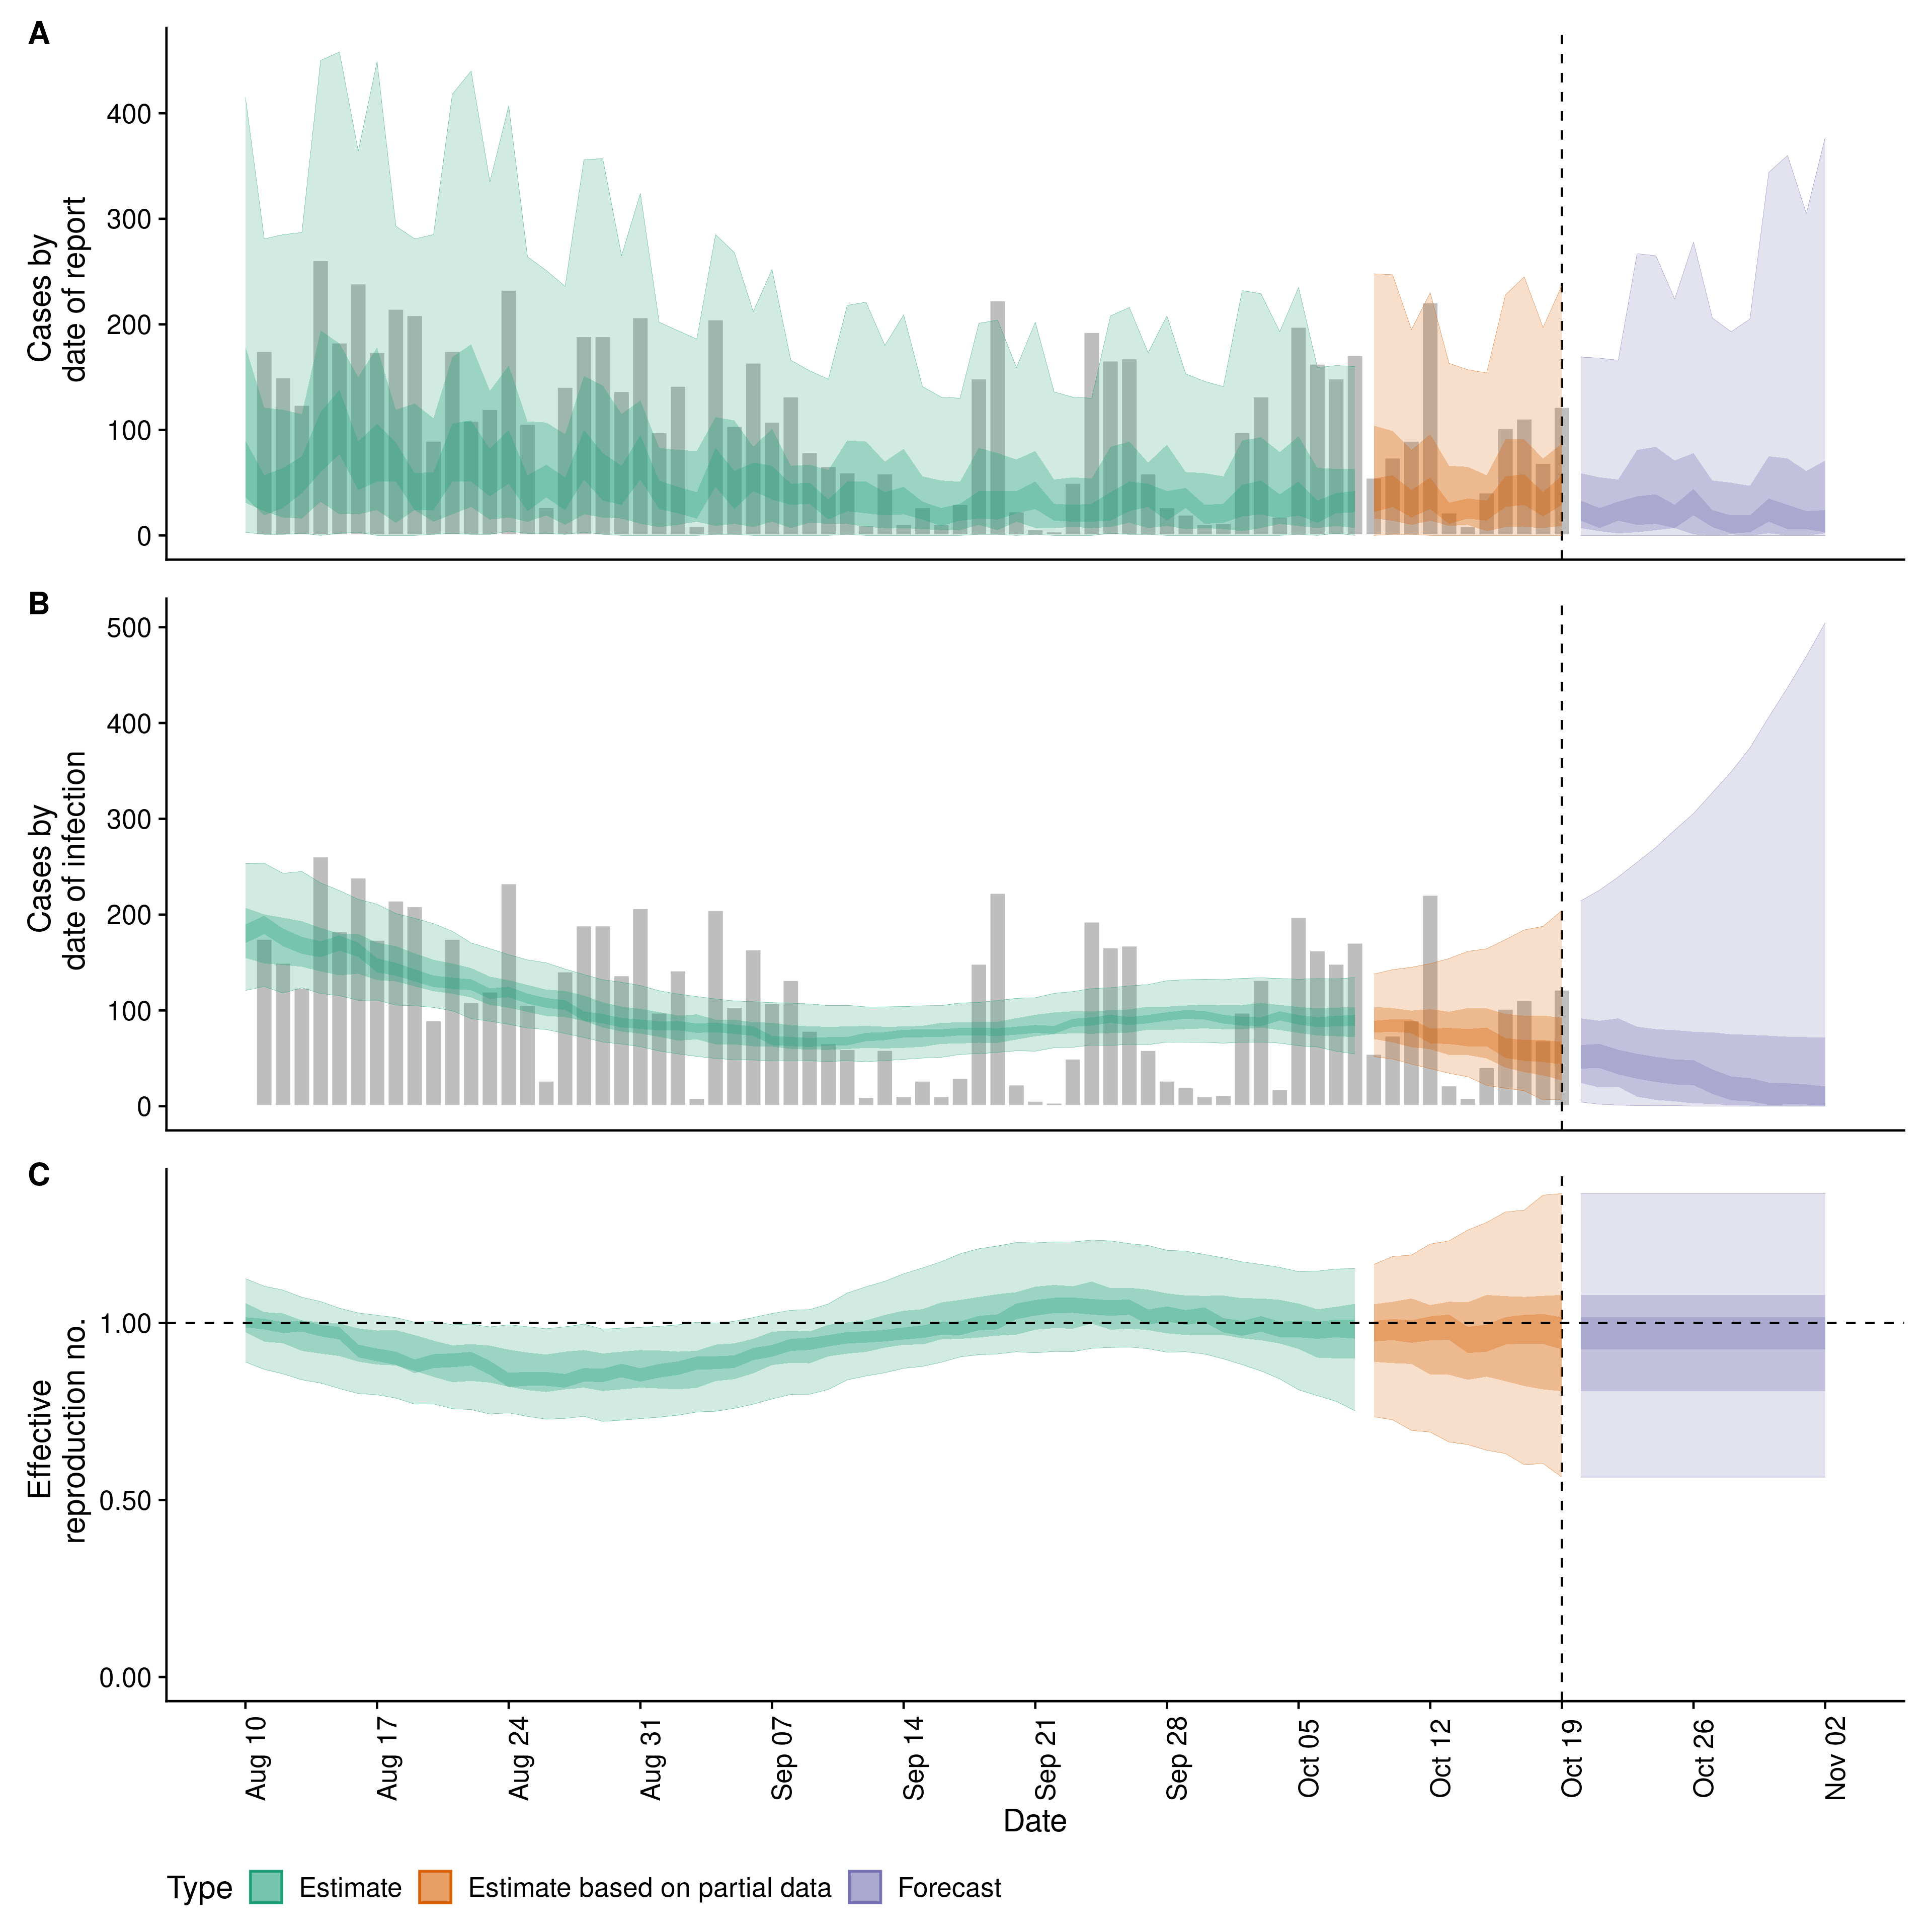 A
Cases by
date of report
400
300
200
100
0
B
Cases by
date of infection
500
400
300
200
100
0
C
Effective
reproduction no.
1.00
0.50
0.00
Aug 10
Aug 17
Aug 24
Aug 31
Sep 07
Sep 14
Sep 21
Sep 28
Oct 05
Oct 12
Oct 19
Oct 26
Nov 02
Date
Type Estimate Estimate based on partial data Forecast